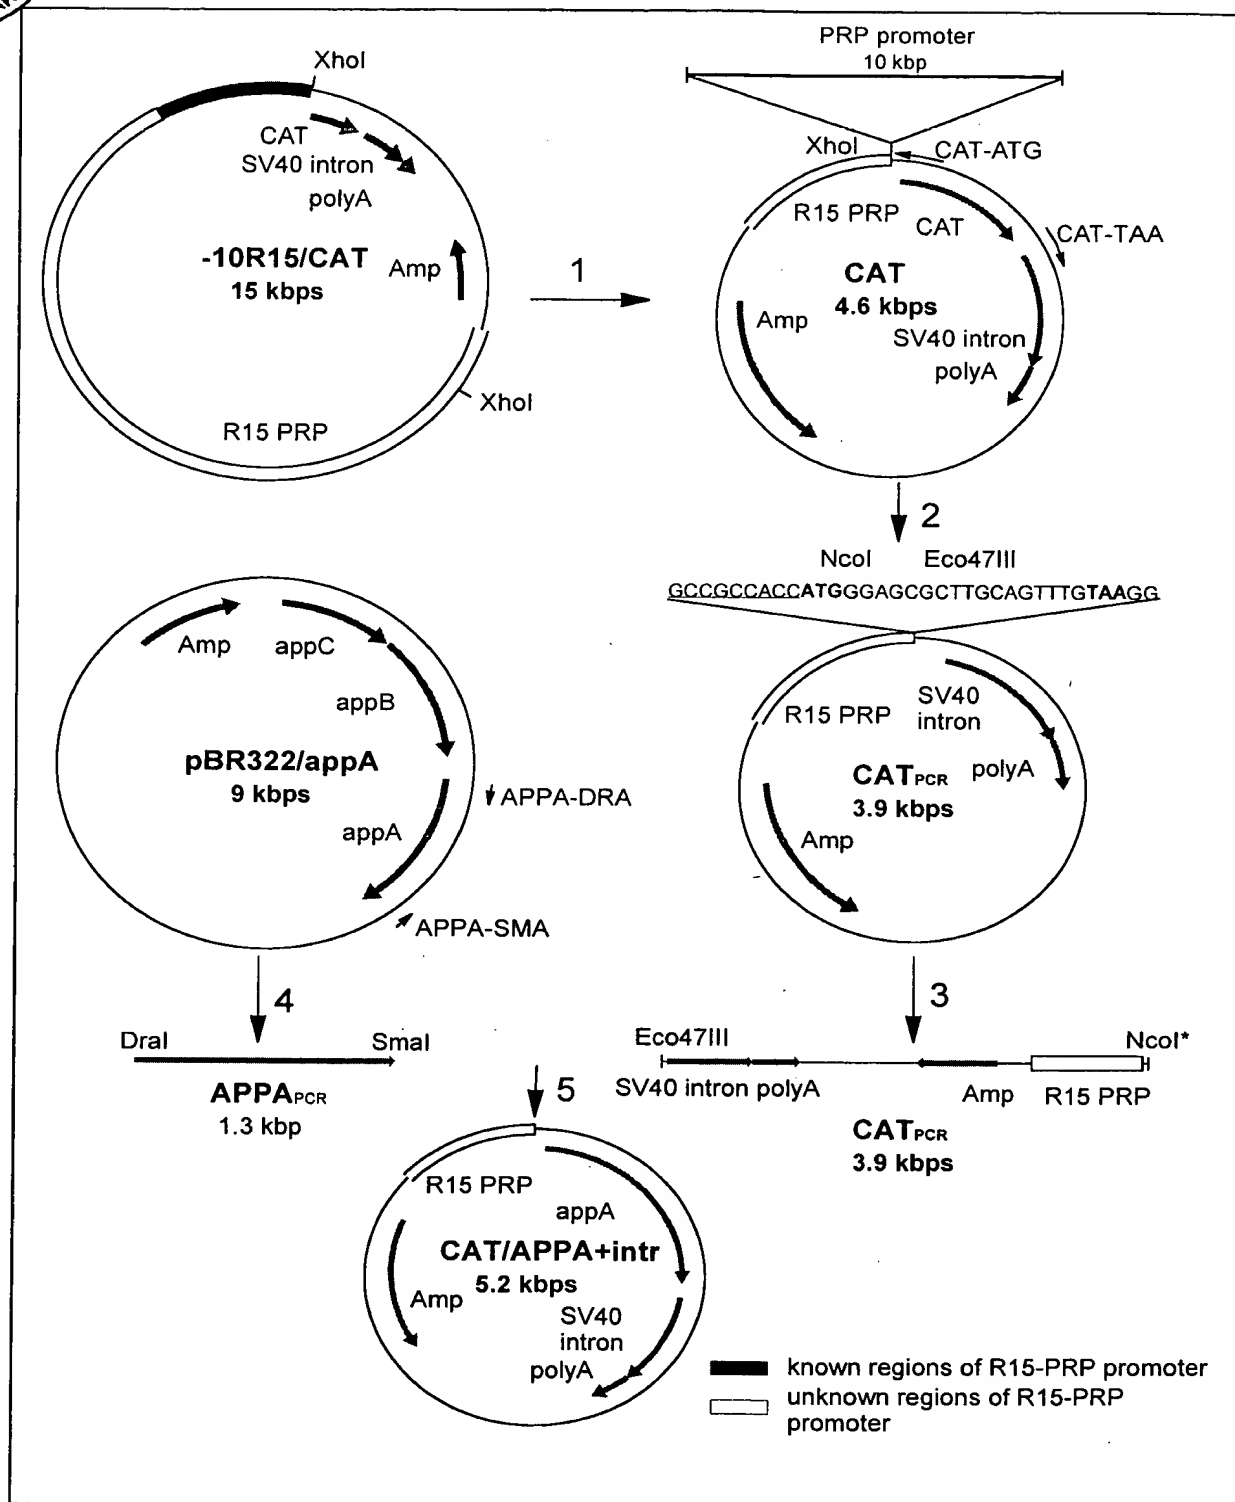 XhoI
CAT
SV40 intron
polyA
-10R15/CAT
15 kbps
Amp
XhoI
R15 PRP
1
PRP promoter
10 kbp
XhoI
CAT-ATG
R15 PRP
CAT
CAT-TAA
CAT
4.6 kbps
Amp
SV40 intron
polyA
2
NcoI Eco47III
GCCGCCACCATGGGAGCGCTTGCAGTTTGTAAGG
R15 PRP
SV40
intron
CATPCR
3.9 kbps
polyA
Amp
Amp
appC
appB
pBR322/appA
9 kbps
APPA-DRA
appA
APPA-SMA
4
DraI SmaI
APPAPCR
1.3 kbp
3
Eco47III NcoI*
SV40 intron polyA Amp R15 PRP
CATPCR
3.9 kbps
5
R15 PRP
appA
CAT/APPA+intr
5.2 kbps
Amp
SV40
intron
polyA
known regions of R15-PRP promoter
unknown regions of R15-PRP
promoter